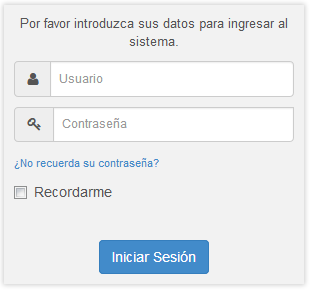 Por favor introduzca sus datos para ingresar al
sistema.
Usuario
Contraseña
¿No recuerda su contraseña?
Recordarme
Iniciar Sesión